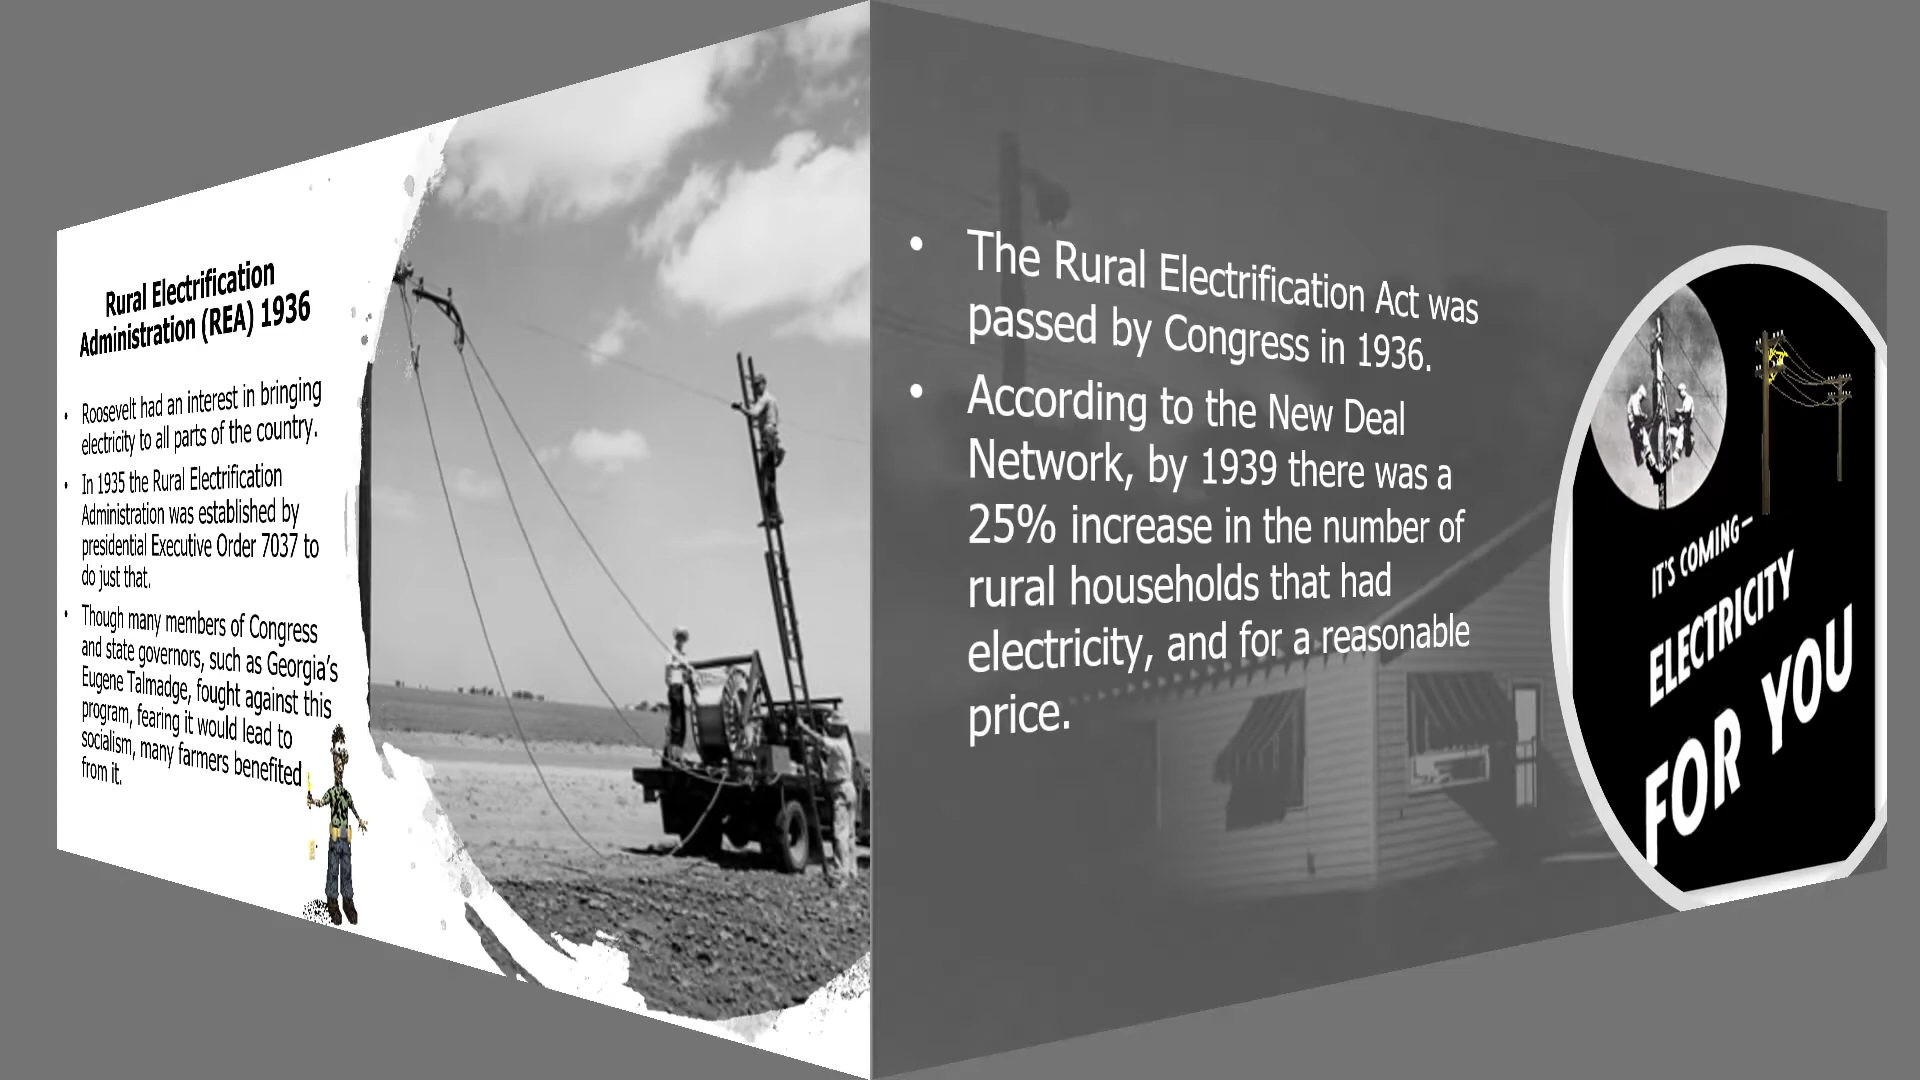 Rural Electrification
Administration (REA) 1936
• Roosevelt had an interest in bringing
electricity to all parts of the country.
• In 1935 the Rural Electrification
Administration was established by
presidential Executive Order 7037 to
do just that.
• Though many members of Congress
and state governors, such as Georgia’s
Eugene Talmadge, fought against this
program, fearing it would lead to
socialism, many farmers benefited
from it.
• The Rural Electrification Act was
passed by Congress in 1936.
• According to the New Deal
Network, by 1939 there was a
25% increase in the number of
rural households that had
electricity, and for a reasonable
price.
IT'S COMING—
ELECTRICITY
FOR YOU